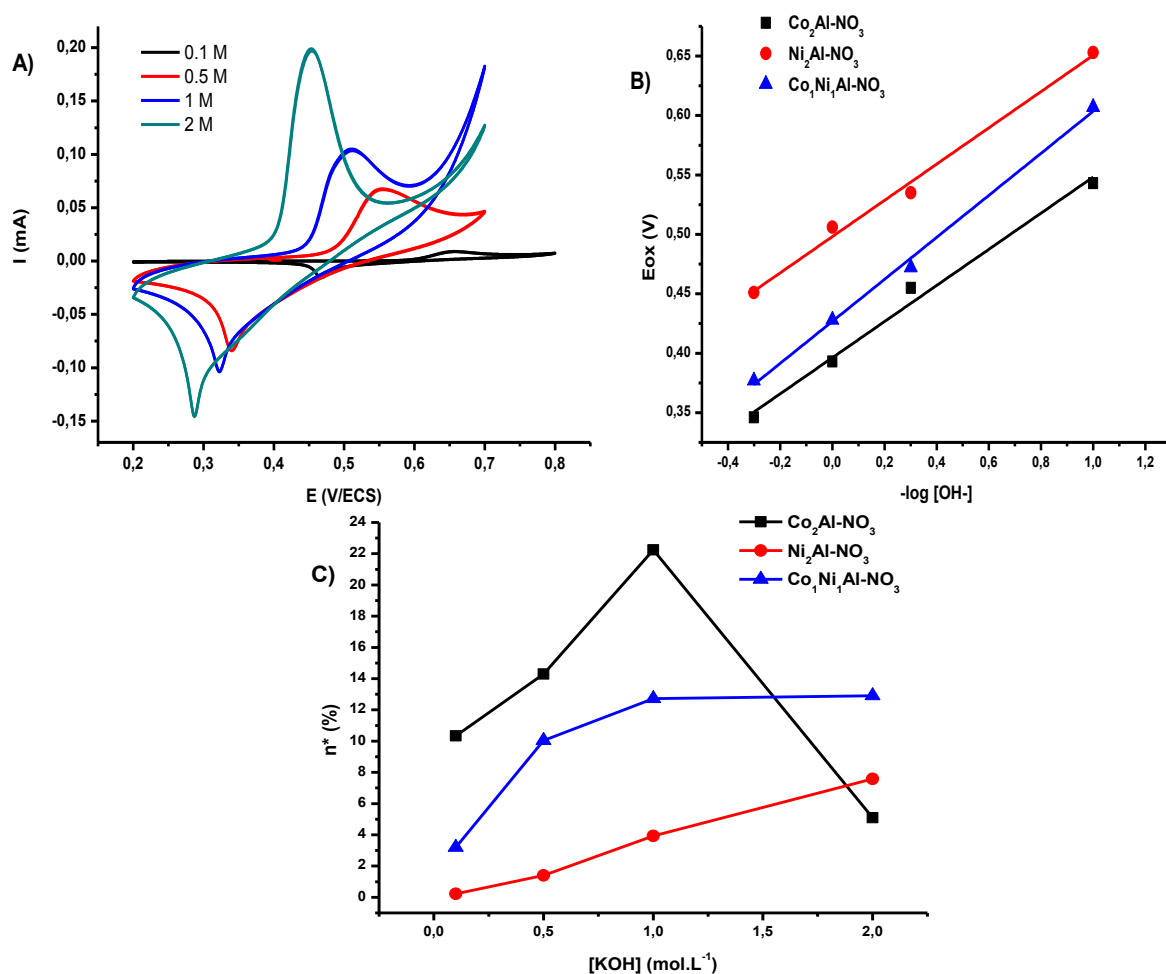 A)
0,20
0,15
0,10
0,05
0,00
-0,05
-0,10
-0,15
I (mA)
0.1 M
0.5 M
1 M
2 M
0,2 0,3 0,4 0,5 0,6 0,7 0,8
E (V/ECS)
B)
Co₂Al-NO₃
Ni₂Al-NO₃
Co₁Ni₁Al-NO₃
0,65
0,60
0,55
0,50
0,45
0,40
0,35
Eox (V)
-0,4 -0,2 0,0 0,2 0,4 0,6 0,8 1,0 1,2
-log [OH-]
C)
Co₂Al-NO₃
Ni₂Al-NO₃
Co₁Ni₁Al-NO₃
24
22
20
18
16
14
12
10
8
6
4
2
0
n* (%)
0,0 0,5 1,0 1,5 2,0
[KOH] (mol.L⁻¹)